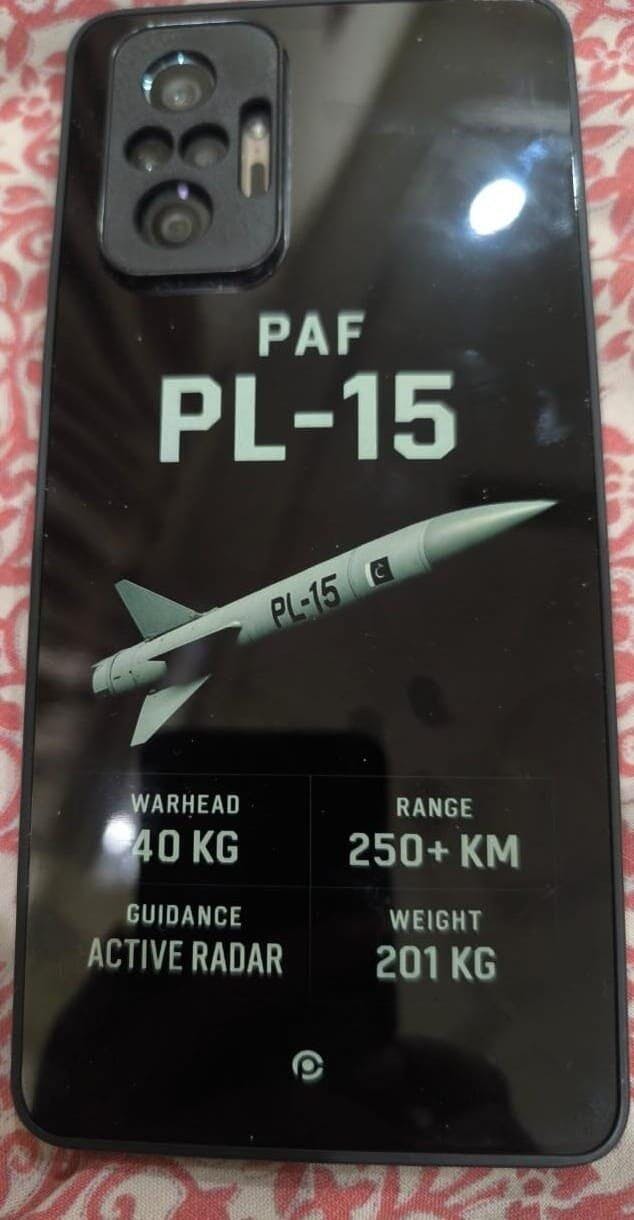 PAF
PL-15
PL-15
WARHEAD
40 KG
RANGE
250+ KM
GUIDANCE
ACTIVE RADAR
WEIGHT
201 KG